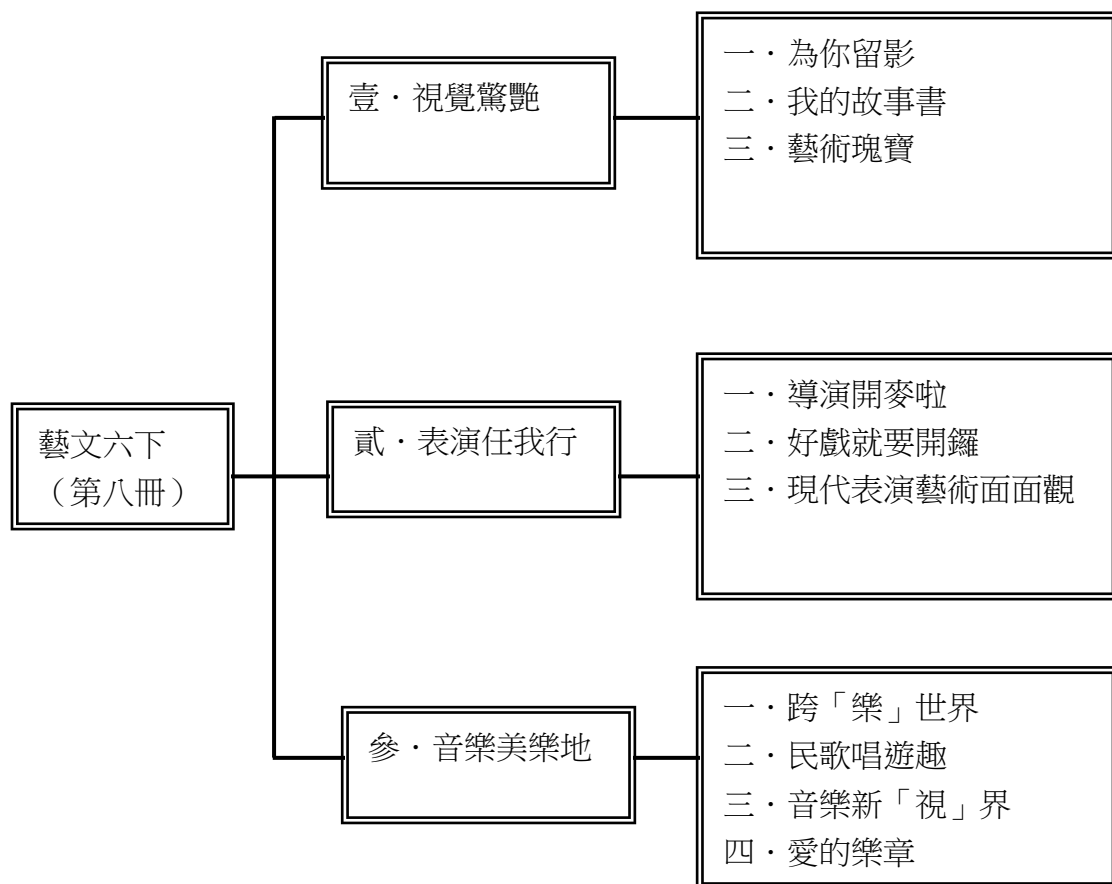 藝文六下
（第八冊）
壹．視覺驚艷
一．為你留影
二．我的故事書
三．藝術瑰寶
貳．表演任我行
一．導演開麥啦
二．好戲就要開鑼
三．現代表演藝術面面觀
參．音樂美樂地
一．跨「樂」世界
二．民歌唱遊趣
三．音樂新「視」界
四．愛的樂章